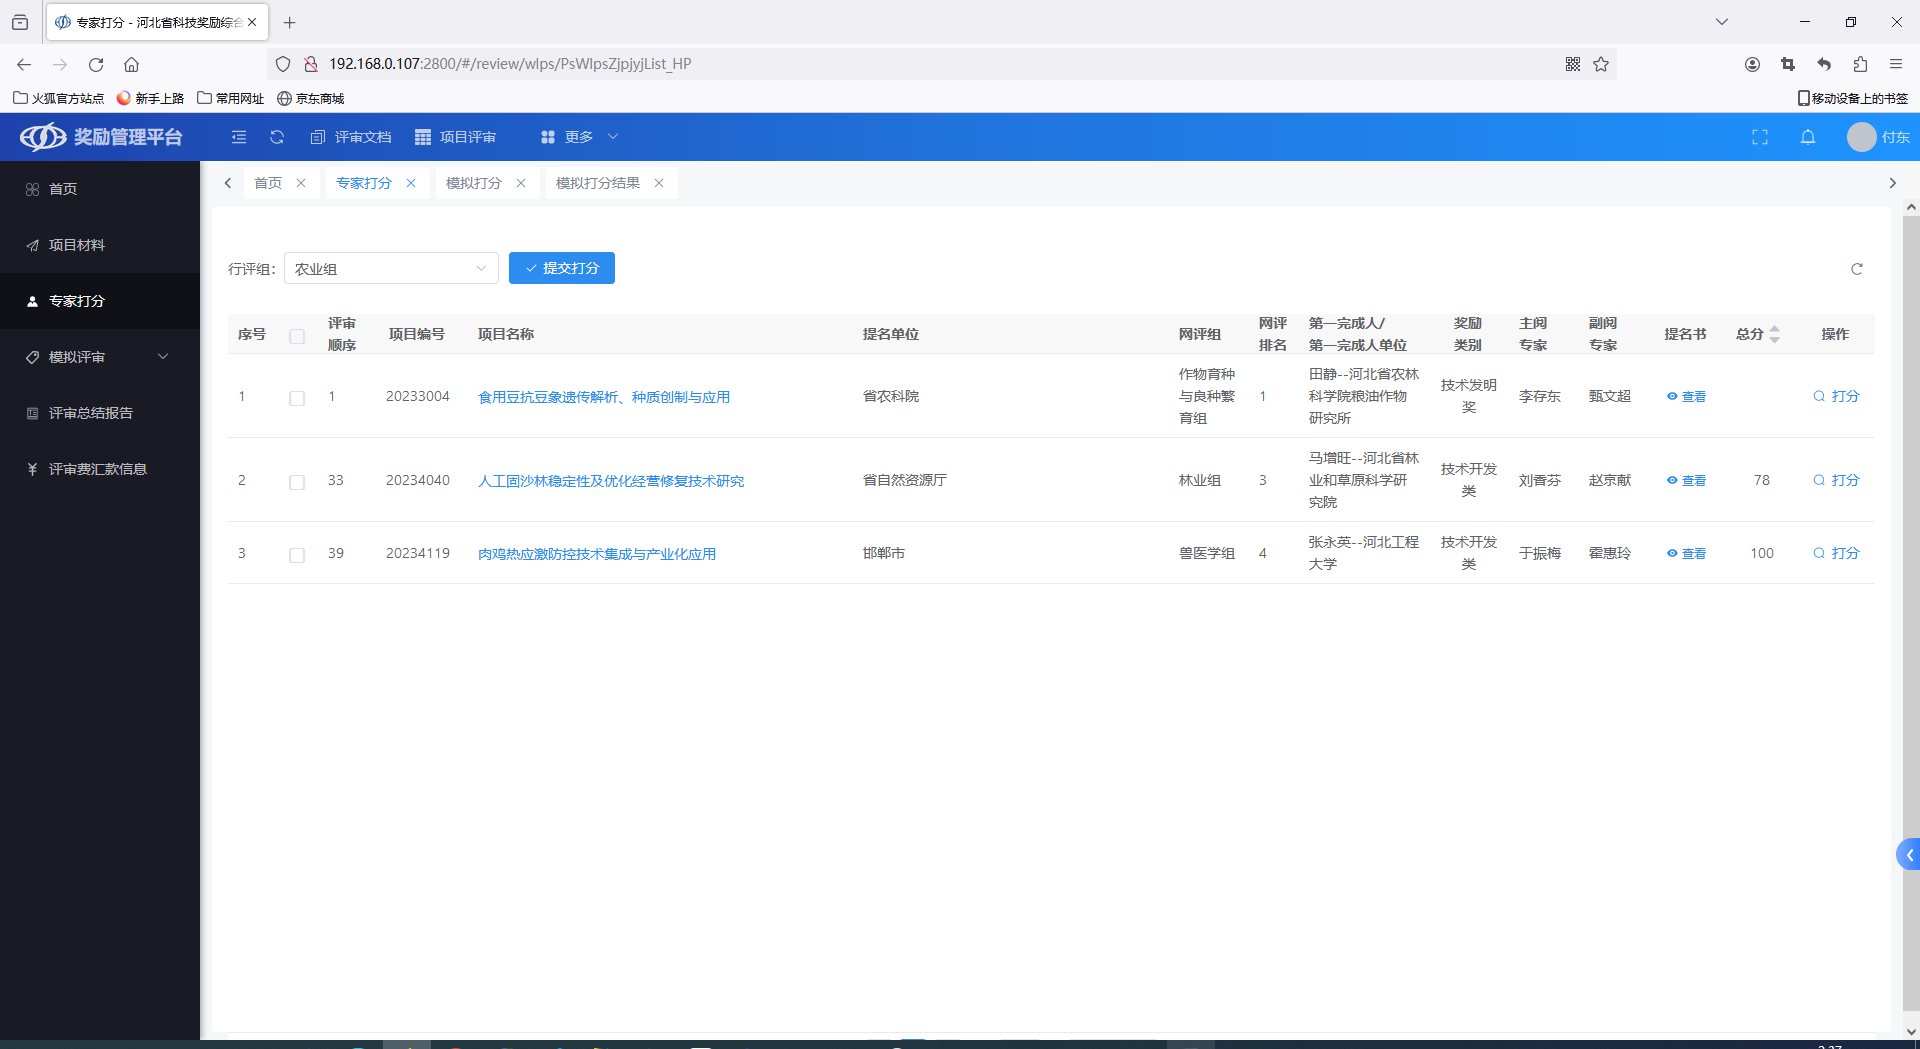 专家打分 - 河北省科技奖励综合
192.168.0.107:2800/#/review/wlps/PsWlpsZjpjyjList_HP
火狐官方站点
新手上路
常用网址
京东商城
移动设备上的书签
奖励管理平台
评审文档
项目评审
更多
付东
首页
项目材料
专家打分
模拟评审
评审总结报告
评审费汇款信息
首页
专家打分
模拟打分
模拟打分结果
行评组:
农业组
提交打分
序号
评审
顺序
项目编号
项目名称
提名单位
网评组
网评
排名
第一完成人/
第一完成人单位
奖励
类别
主阅
专家
副阅
专家
提名书
总分
操作
1
1
20233004
食用豆抗豆象遗传解析、种质创制与应用
省农科院
作物育种
与良种繁
育组
1
田静--河北省农林
科学院粮油作物
研究所
技术发明
奖
李存东
甄文超
查看
打分
2
33
20234040
人工固沙林稳定性及优化经营修复技术研究
省自然资源厅
林业组
3
马增旺--河北省林
业和草原科学研
究院
技术开发
类
刘香芬
赵京献
查看
78
打分
3
39
20234119
肉鸡热应激防控技术集成与产业化应用
邯郸市
兽医学组
4
张永英--河北工程
大学
技术开发
类
于振梅
霍惠玲
查看
100
打分